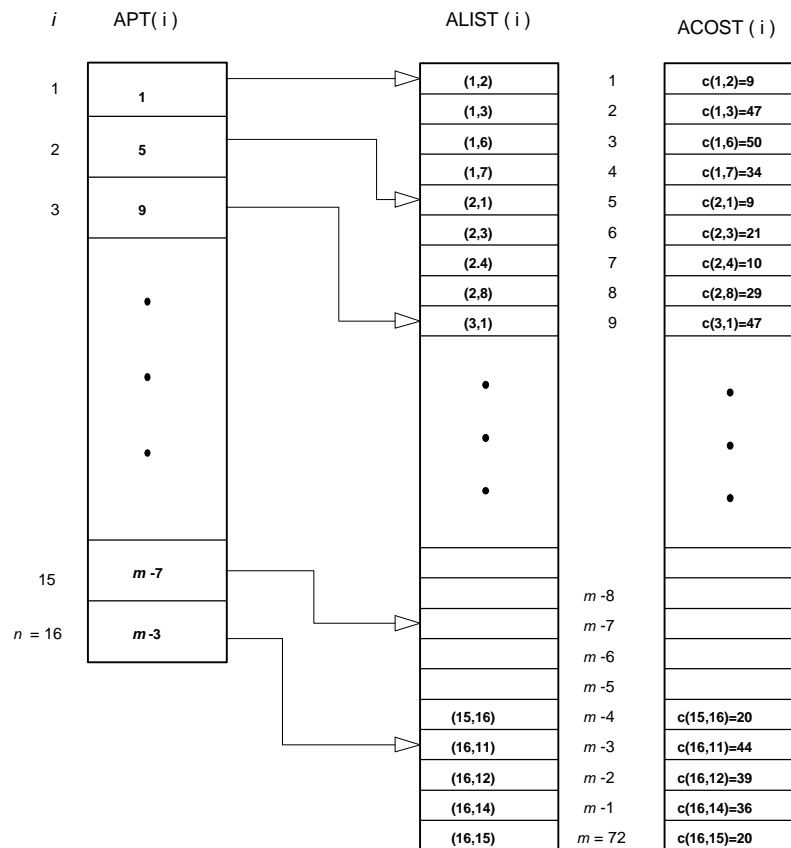 i APT( i ) ALIST ( i ) ACOST ( i )
1 1 (1,2) 1 c(1,2)=9
(1,3) 2 c(1,3)=47
2 5 (1,6) 3 c(1,6)=50
(1,7) 4 c(1,7)=34
3 9 (2,1) 5 c(2,1)=9
(2,3) 6 c(2,3)=21
(2.4) 7 c(2,4)=10
(2,8) 8 c(2,8)=29
(3,1) 9 c(3,1)=47
15 m -7 m -8
n = 16 m -3 m -7
m -6
m -5
(15,16) m -4 c(15,16)=20
(16,11) m -3 c(16,11)=44
(16,12) m -2 c(16,12)=39
(16,14) m -1 c(16,14)=36
(16,15) m = 72 c(16,15)=20